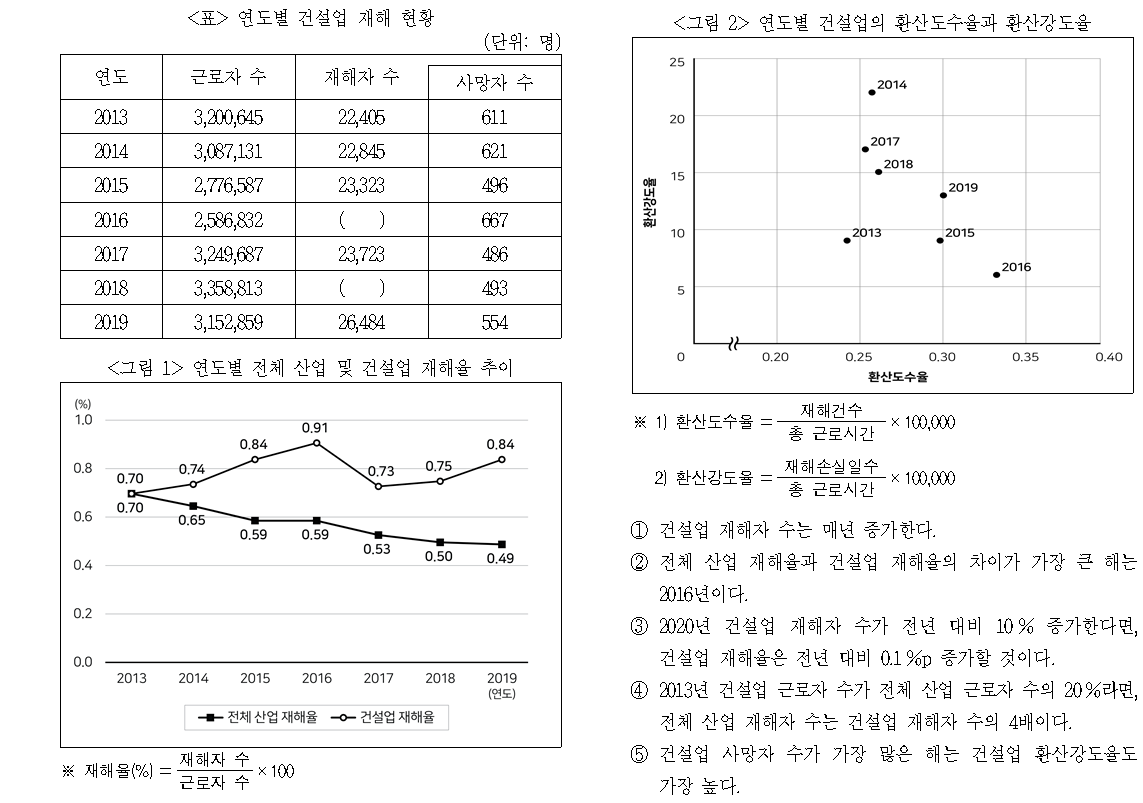 <표> 연도별 건설업 재해 현황
(단위: 명)
연도 근로자 수 재해자 수 사망자 수
2013 3,200,645 22,405 611
2014 3,087,131 22,845 621
2015 2,776,587 23,323 496
2016 2,586,832 ( ) 667
2017 3,249,687 23,723 486
2018 3,358,813 ( ) 493
2019 3,152,859 26,484 554
<그림 1> 연도별 전체 산업 및 건설업 재해율 추이
(%)
1.0
0.8
0.6
0.4
0.2
0.0
0.70 0.74 0.84 0.91 0.73 0.75 0.84
0.70 0.65 0.59 0.59 0.53 0.50 0.49
2013 2014 2015 2016 2017 2018 2019
(연도)
전체 산업 재해율 건설업 재해율
※ 재해율(%) = 재해자 수 / 근로자 수 × 100
<그림 2> 연도별 건설업의 환산도수율과 환산강도율
환산강도율
25
20
15
10
5
0 0.20 0.25 0.30 0.35 0.40
2014
2017
2018
2019
2013 2015
2016
환산도수율
※ 1) 환산도수율 = 재해건수 / 총 근로시간 × 100,000
2) 환산강도율 = 재해손실일수 / 총 근로시간 × 100,000
① 건설업 재해자 수는 매년 증가한다.
② 전체 산업 재해율과 건설업 재해율의 차이가 가장 큰 해는
2016년이다.
③ 2020년 건설업 재해자 수가 전년 대비 10 % 증가한다면,
건설업 재해율은 전년 대비 0.1 %p 증가할 것이다.
④ 2013년 건설업 근로자 수가 전체 산업 근로자 수의 20 %라면,
전체 산업 재해자 수는 건설업 재해자 수의 4배이다.
⑤ 건설업 사망자 수가 가장 많은 해는 건설업 환산강도율도
가장 높다.